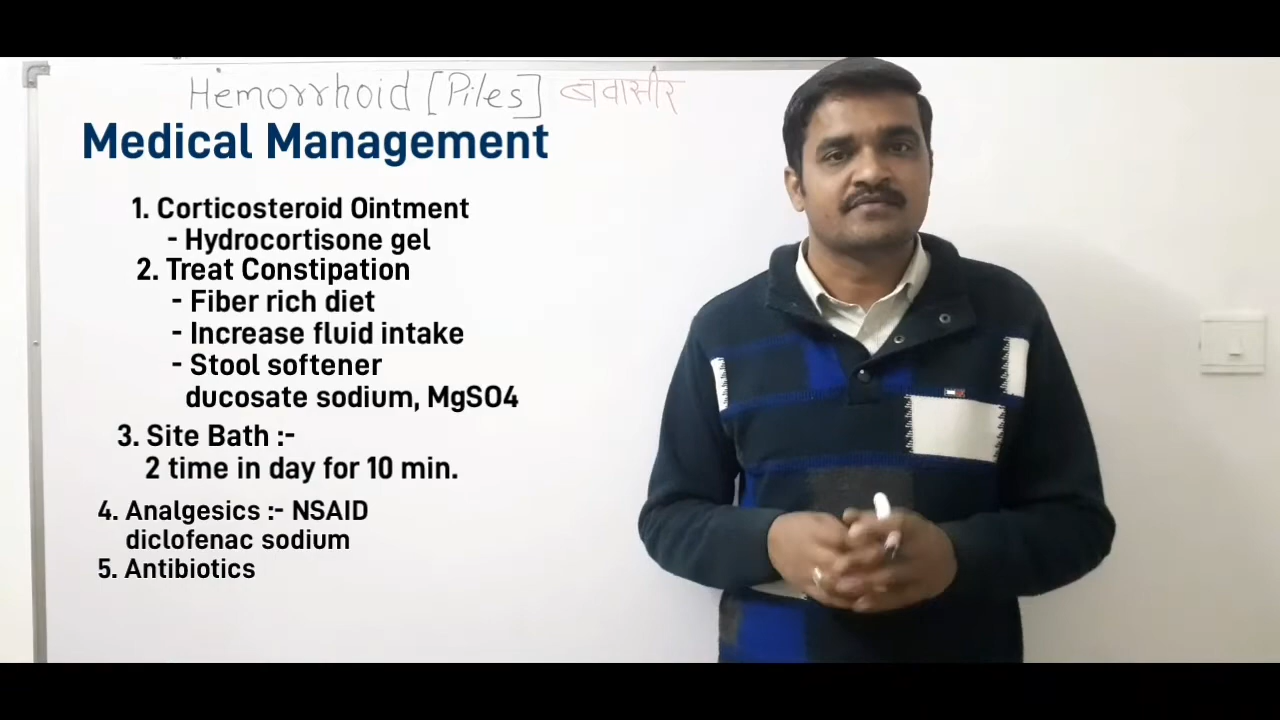 Hemorrhoid [Piles] बवासीर
Medical Management
1. Corticosteroid Ointment
- Hydrocortisone gel
2. Treat Constipation
- Fiber rich diet
- Increase fluid intake
- Stool softener
ducosate sodium, MgSO4
3. Site Bath :-
2 time in day for 10 min.
4. Analgesics :- NSAID
diclofenac sodium
5. Antibiotics